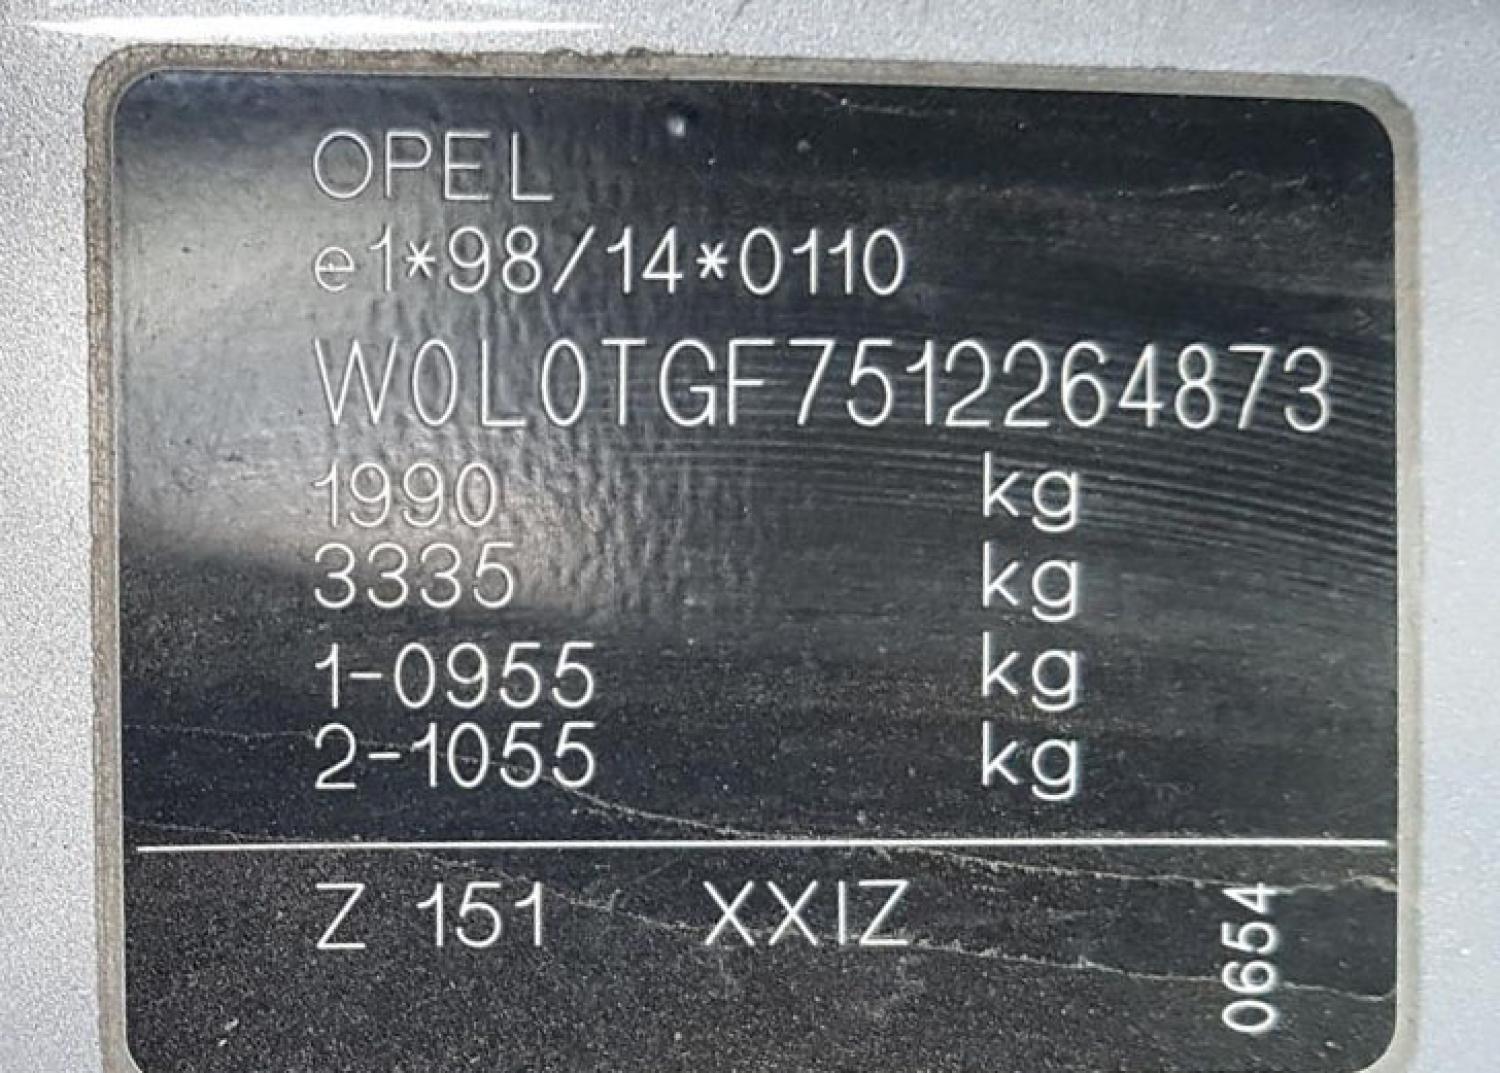 OPEL
e1*98/14*0110
W0L0TGF7512264873
1990 kg
3335 kg
1-0955 kg
2-1055 kg
Z 151 XXIZ
0654